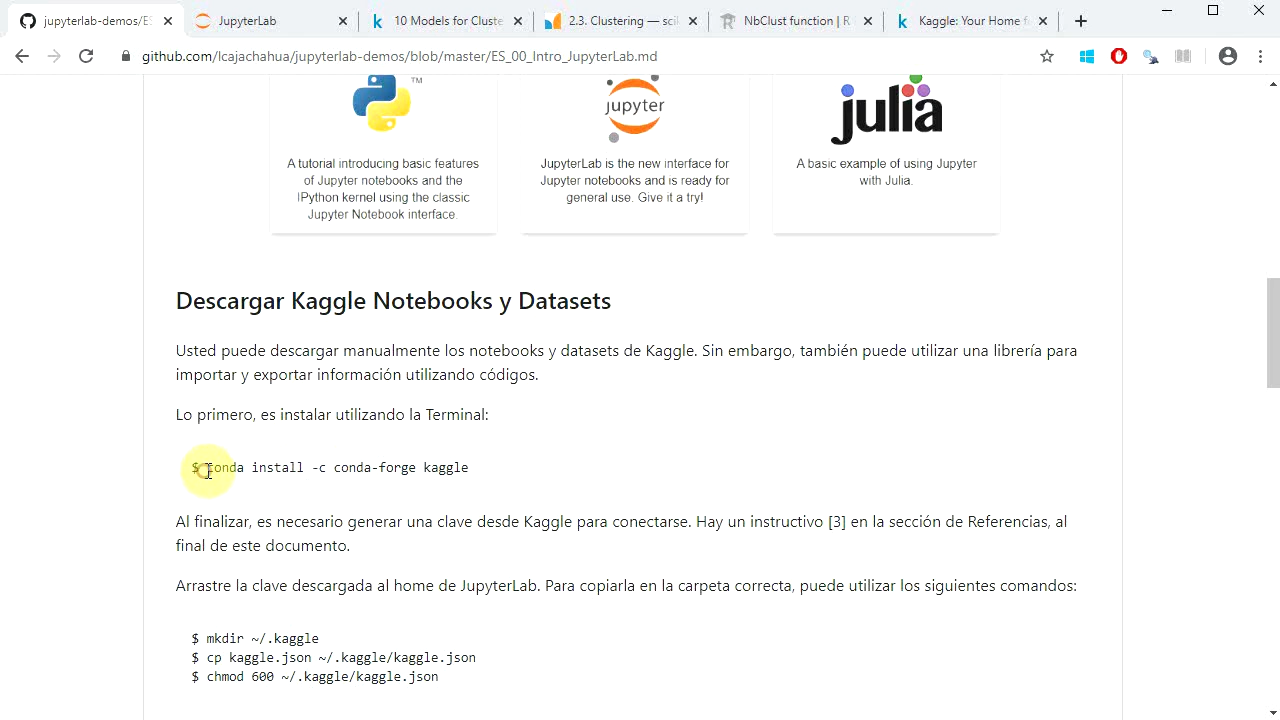 jupyterlab-demos/ES
JupyterLab
10 Models for Cluste
2.3. Clustering — sci
NbClust function | R
Kaggle: Your Home f
github.com/lcajachahua/jupyterlab-demos/blob/master/ES_00_Intro_JupyterLab.md
TM
jupyter
julia
A tutorial introducing basic features
of Jupyter notebooks and the
IPython kernel using the classic
Jupyter Notebook interface.
JupyterLab is the new interface for
Jupyter notebooks and is ready for
general use. Give it a try!
A basic example of using Jupyter
with Julia.
Descargar Kaggle Notebooks y Datasets
Usted puede descargar manualmente los notebooks y datasets de Kaggle. Sin embargo, también puede utilizar una librería para
importar y exportar información utilizando códigos.
Lo primero, es instalar utilizando la Terminal:
$ conda install -c conda-forge kaggle
Al finalizar, es necesario generar una clave desde Kaggle para conectarse. Hay un instructivo [3] en la sección de Referencias, al
final de este documento.
Arrastre la clave descargada al home de JupyterLab. Para copiarla en la carpeta correcta, puede utilizar los siguientes comandos:
$ mkdir ~/.kaggle
$ cp kaggle.json ~/.kaggle/kaggle.json
$ chmod 600 ~/.kaggle/kaggle.json